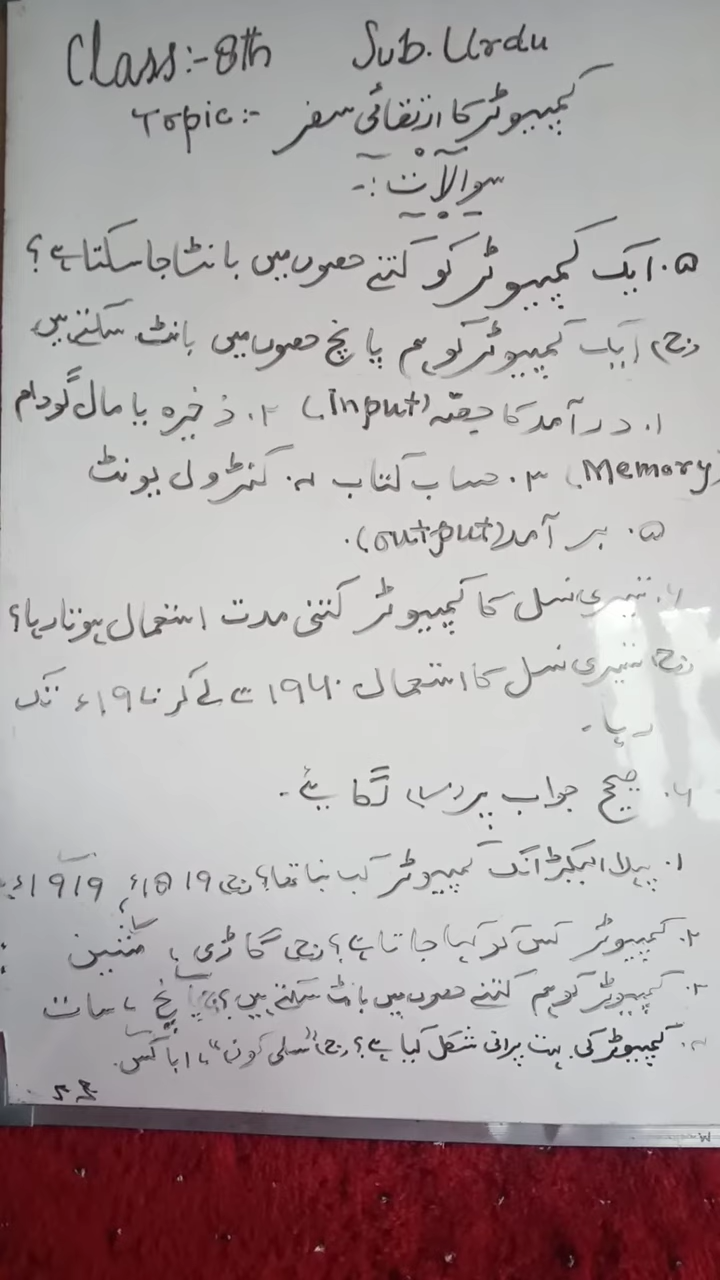 Class:- 8th Sub. Urdu
Topic:- کمپیوٹر کا ارتقائی سفر
سوالات:-
۵. ایک کمپیوٹر کو کتنے حصوں میں بانٹا جا سکتا ہے؟
(ج) ایک کمپیوٹر کو ہم پانچ حصوں میں بانٹ سکتے ہیں
۱. درآمد کا حصّہ (Input) ۲. ذخیرہ یا مال گودام
(Memory) ۳. حساب کتاب ۴. کنٹرول یونٹ
۵. برآمد (output).
۶. تیسری نسل کا کمپیوٹر کتنی مدت استعمال ہوتا رہا؟
(ج) تیسری نسل کا استعمال ۱۹۶۰ سے لے کر ۱۹۷۰ء تک
رہا۔
۶. صحیح جواب پر (✓) لگائیے۔
۱. پہلا الیکٹرانک کمپیوٹر کب بنا تھا؟ (ج) ۱۵۱۹ء، ۱۹۱۹ء
۲. کمپیوٹر کس کو کہا جاتا ہے؟ (ج) گاڑی، مشین
۳. کمپیوٹر کو ہم کتنے حصوں میں بانٹ سکتے ہیں؟ (ج) پانچ، سات
۴. کمپیوٹر کی بہت پرانی شکل کیا ہے؟ (ج) "سلی کون"، اباکس.